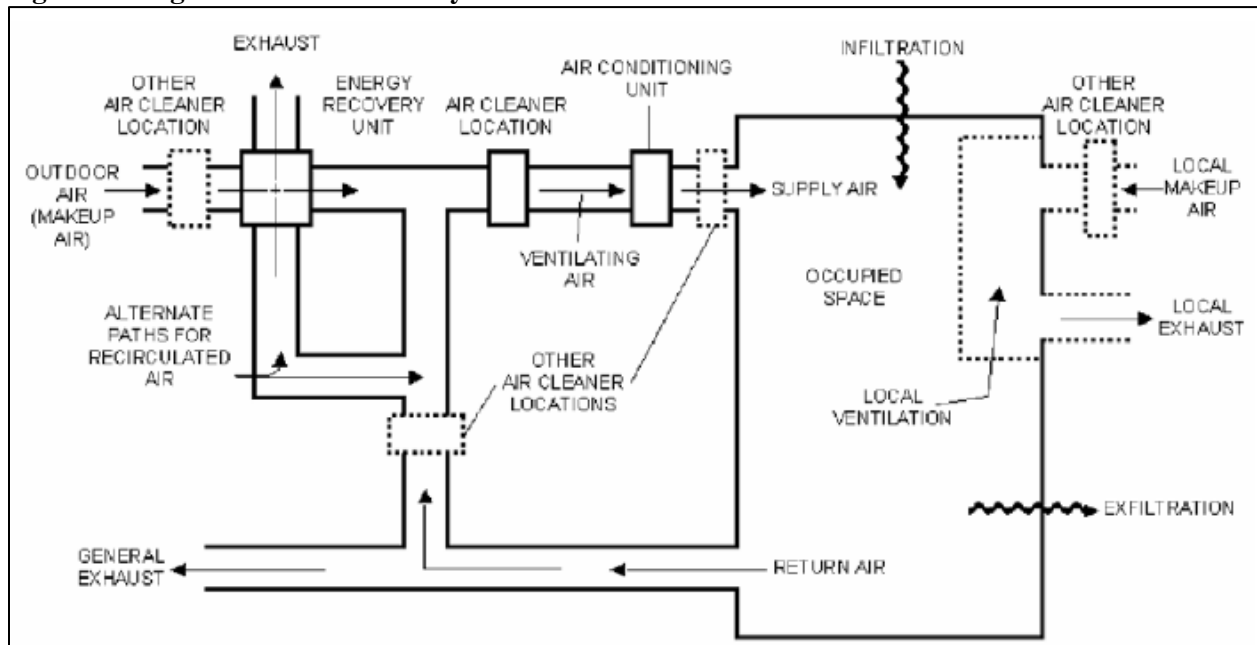 EXHAUST
OTHER
AIR CLEANER
LOCATION
ENERGY
RECOVERY
UNIT
AIR CLEANER
LOCATION
AIR CONDITIONING
UNIT
INFILTRATION
OTHER
AIR CLEANER
LOCATION
OUTDOOR
AIR
(MAKEUP
AIR)
SUPPLY AIR
LOCAL
MAKEUP
AIR
VENTILATING
AIR
OCCUPIED
SPACE
ALTERNATE
PATHS FOR
RECIRCULATED
AIR
OTHER
AIR CLEANER
LOCATIONS
LOCAL
EXHAUST
LOCAL
VENTILATION
EXFILTRATION
GENERAL
EXHAUST
RETURN AIR